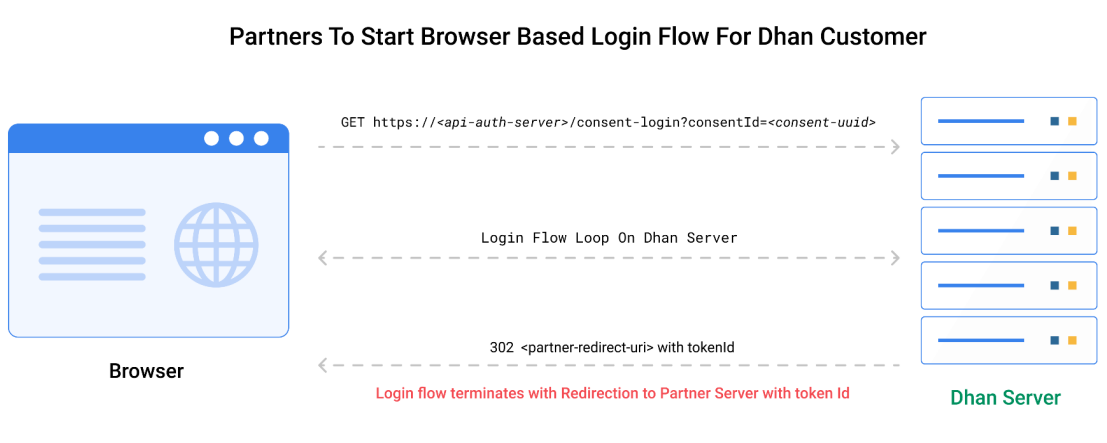 Partners To Start Browser Based Login Flow For Dhan Customer
GET https://<api-auth-server>/consent-login?consentId=<consent-uuid>
Login Flow Loop On Dhan Server
302 <partner-redirect-uri> with tokenId
Login flow terminates with Redirection to Partner Server with token Id
Browser
Dhan Server